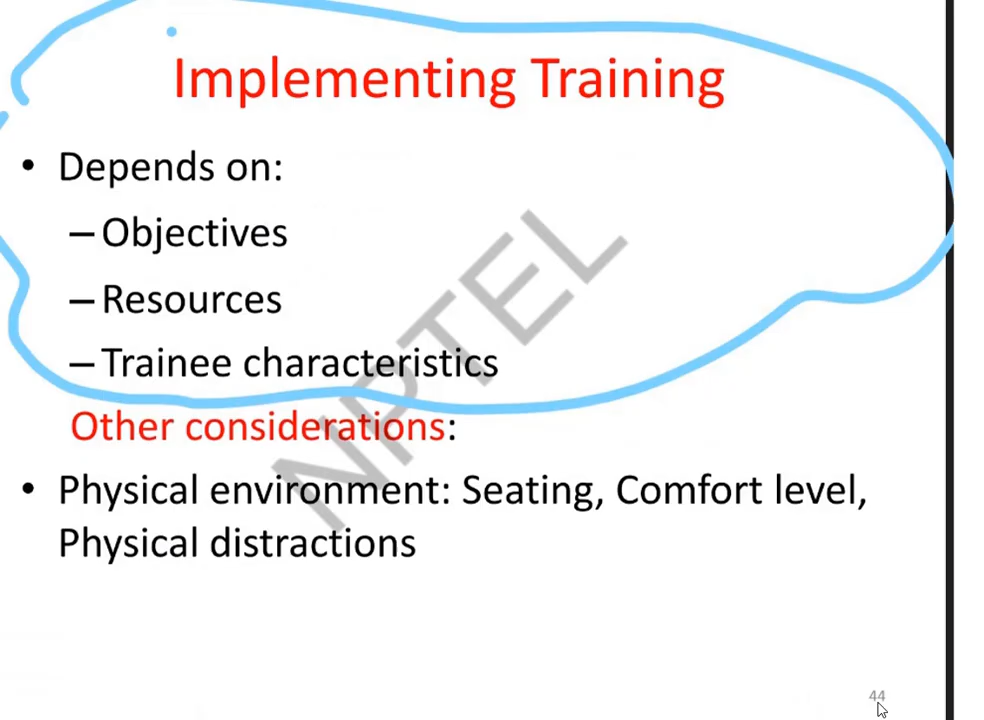 Implementing Training
• Depends on:
– Objectives
– Resources
– Trainee characteristics
Other considerations:
• Physical environment: Seating, Comfort level,
Physical distractions
NPTEL
44